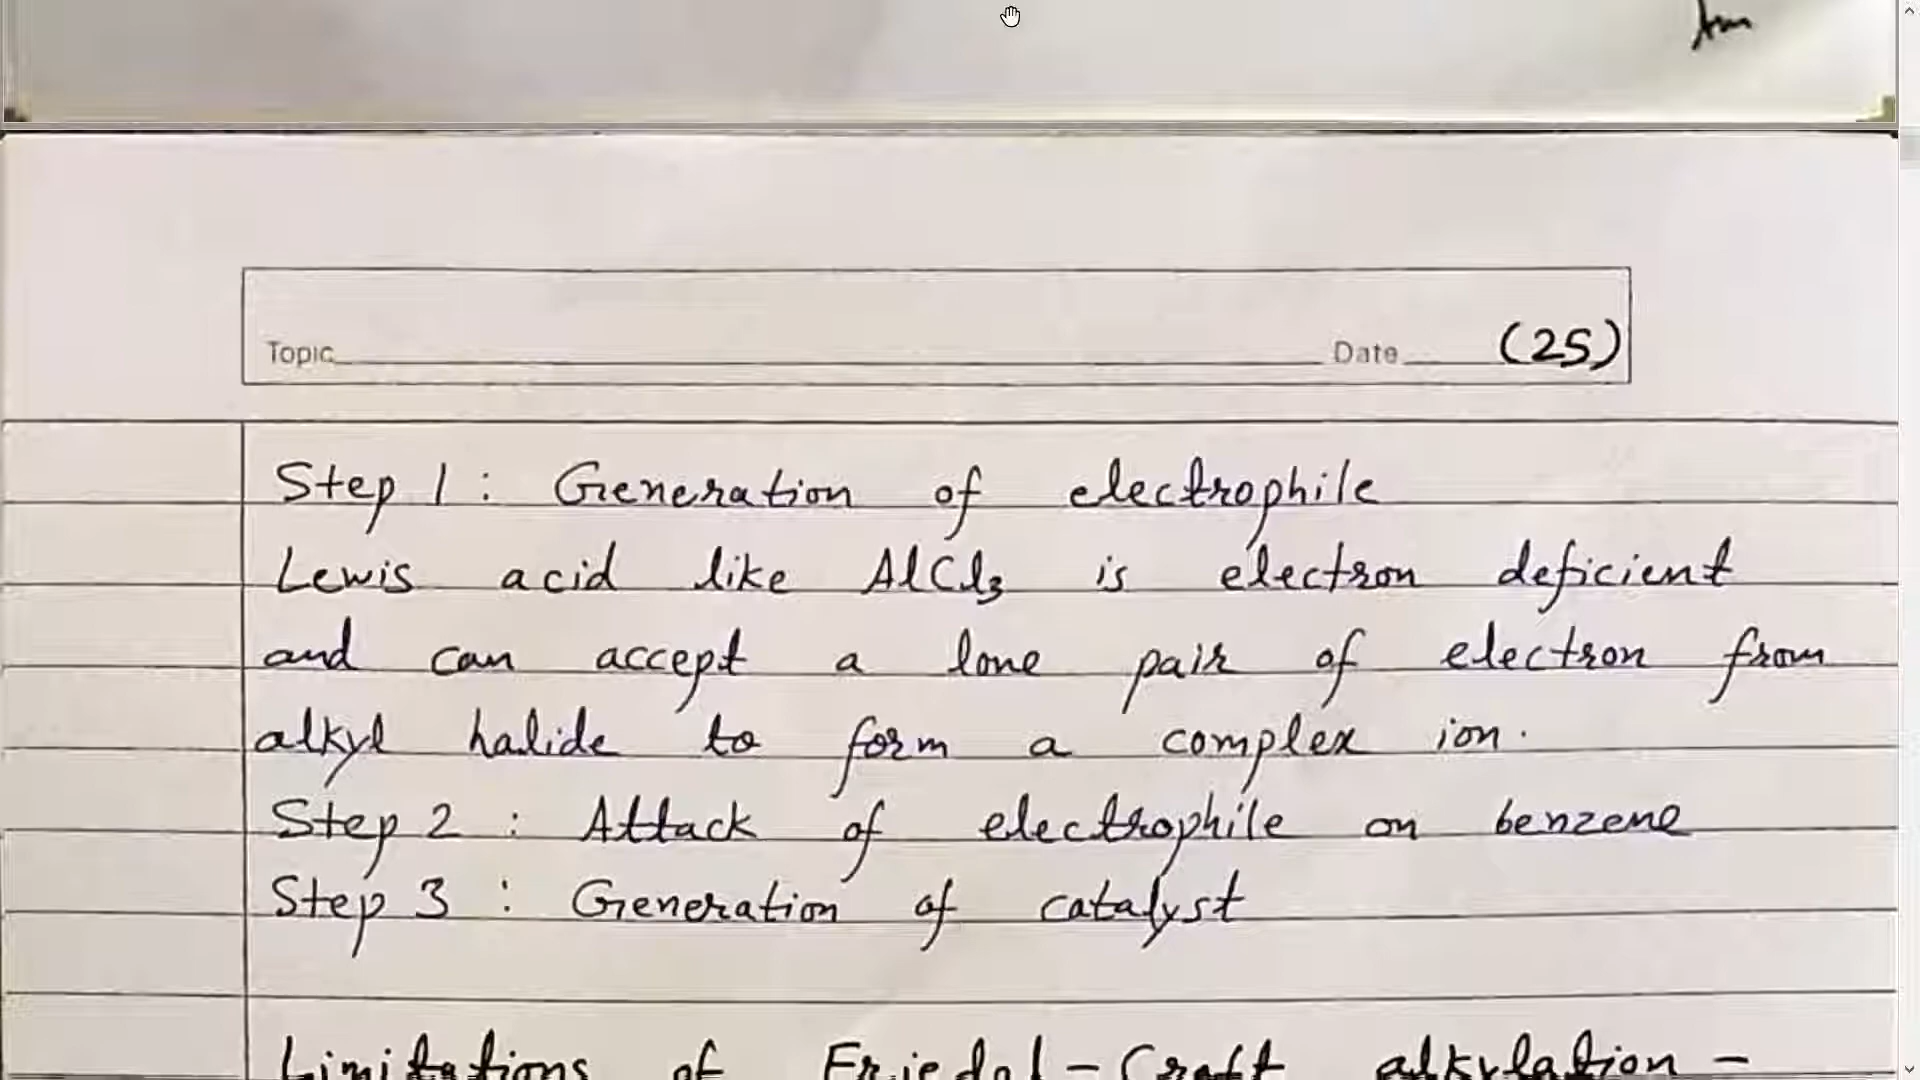 Topic Date (25)
Step 1 : Generation of electrophile
Lewis acid like AlCl3 is electron deficient
and can accept a lone pair of electron from
alkyl halide to form a complex ion.
Step 2 : Attack of electrophile on benzene
Step 3 : Generation of catalyst
Limitations of Friedal-Craft alkylation -